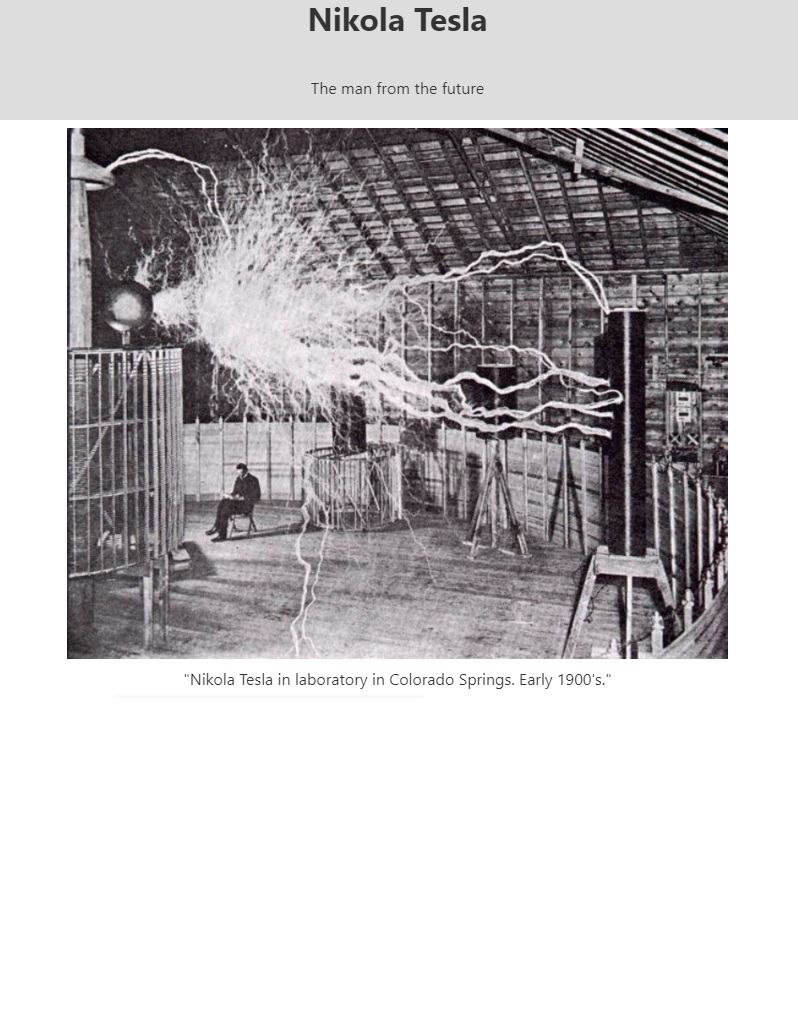 Nikola Tesla
The man from the future
"Nikola Tesla in laboratory in Colorado Springs. Early 1900's."